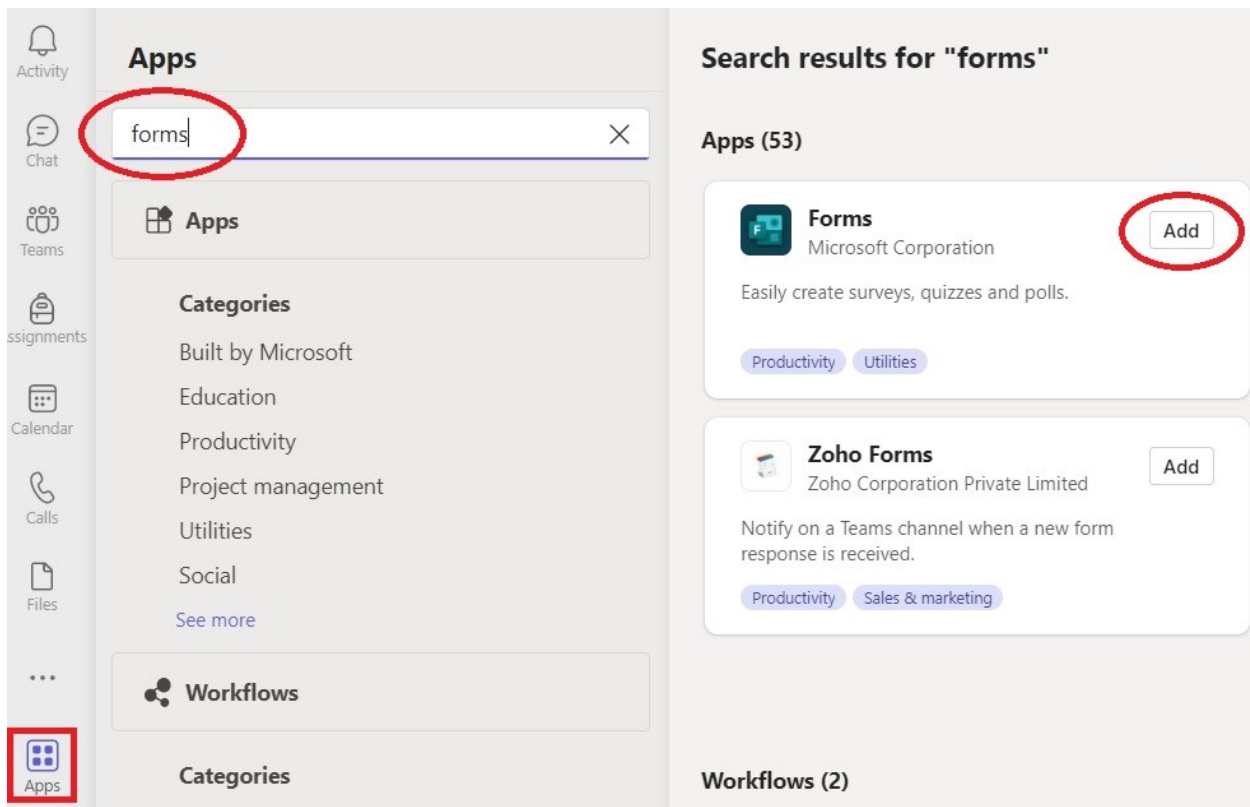 Activity
Chat
Teams
ssignments
Calendar
Calls
Files
Apps
Apps
forms
Apps
Categories
Built by Microsoft
Education
Productivity
Project management
Utilities
Social
See more
Workflows
Categories
Search results for "forms"
Apps (53)
Forms
Microsoft Corporation
Add
Easily create surveys, quizzes and polls.
Productivity Utilities
Zoho Forms
Zoho Corporation Private Limited
Add
Notify on a Teams channel when a new form
response is received.
Productivity Sales & marketing
Workflows (2)